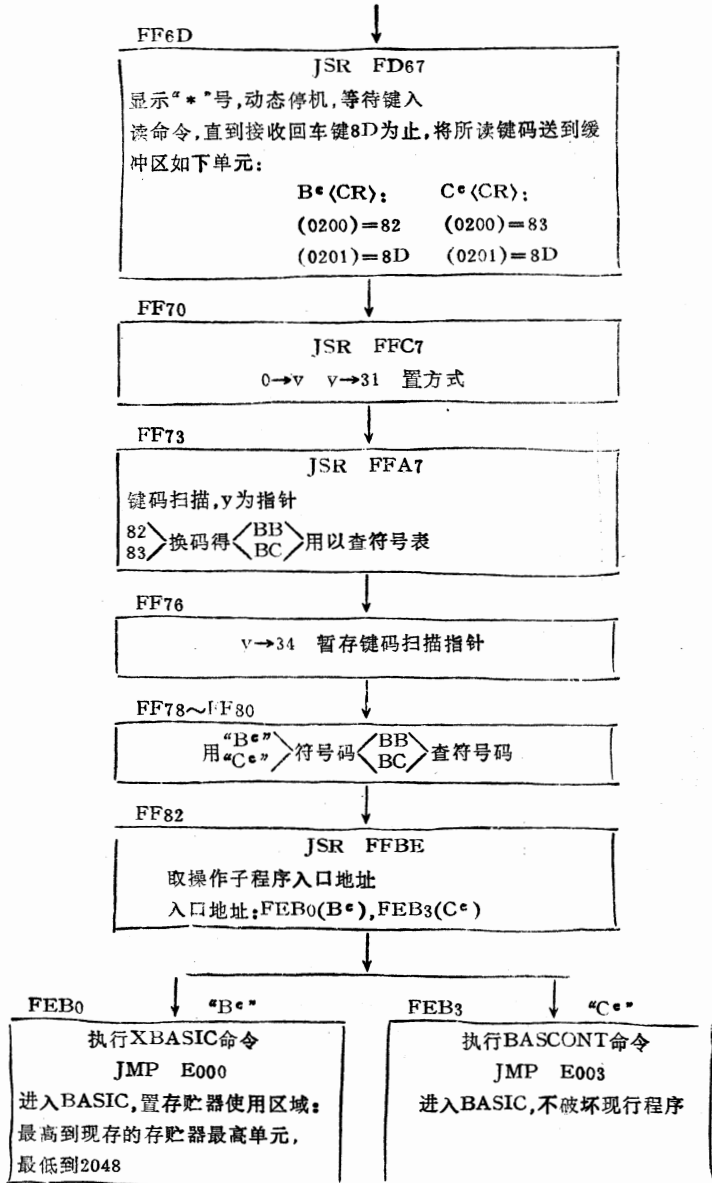 FF6D
JSR FD67
显示“*”号,动态停机,等待键入
读命令,直到接收回车键8D为止,将所读键码送到缓
冲区如下单元:
Bᶜ〈CR〉: Cᶜ〈CR〉:
(0200)=82 (0200)=83
(0201)=8D (0201)=8D
FF70
JSR FFC7
0→y y→31 置方式
FF73
JSR FFA7
键码扫描,y为指针
82 83〉换码得〈BB BC〉用以查符号表
FF76
y→34 暂存键码扫描指针
FF78～FF80
用“Bᶜ” “Cᶜ”〉符号码〈BB BC〉查符号码
FF82
JSR FFBE
取操作子程序入口地址
入口地址:FEB0(Bᶜ),FEB3(Cᶜ)
FEB0 “Bᶜ”
执行XBASIC命令
JMP E000
进入BASIC,置存贮器使用区域:
最高到现存的存贮器最高单元,
最低到2048
FEB3 “Cᶜ”
执行BASCONT命令
JMP E003
进入BASIC,不破坏现行程序